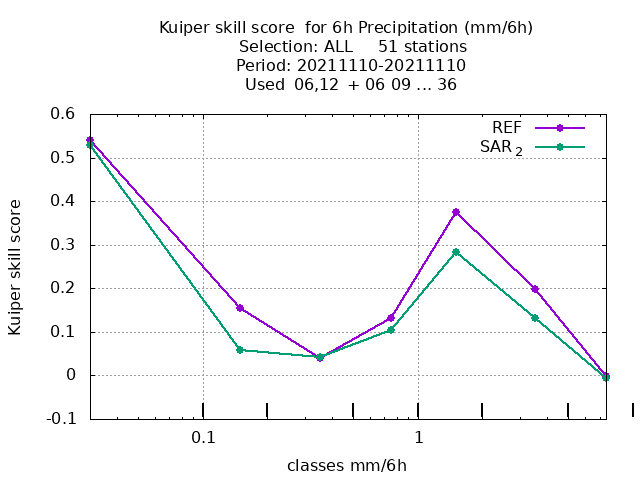 Kuiper skill score  for 6h Precipitation (mm/6h)
Selection: ALL     51 stations
Period: 20211110-20211110
Used  06,12  + 06 09 ... 36
REF
SAR 2
0.6
0.5
0.4
0.3
0.2
0.1
0
-0.1
Kuiper skill score
0.1
1
classes mm/6h